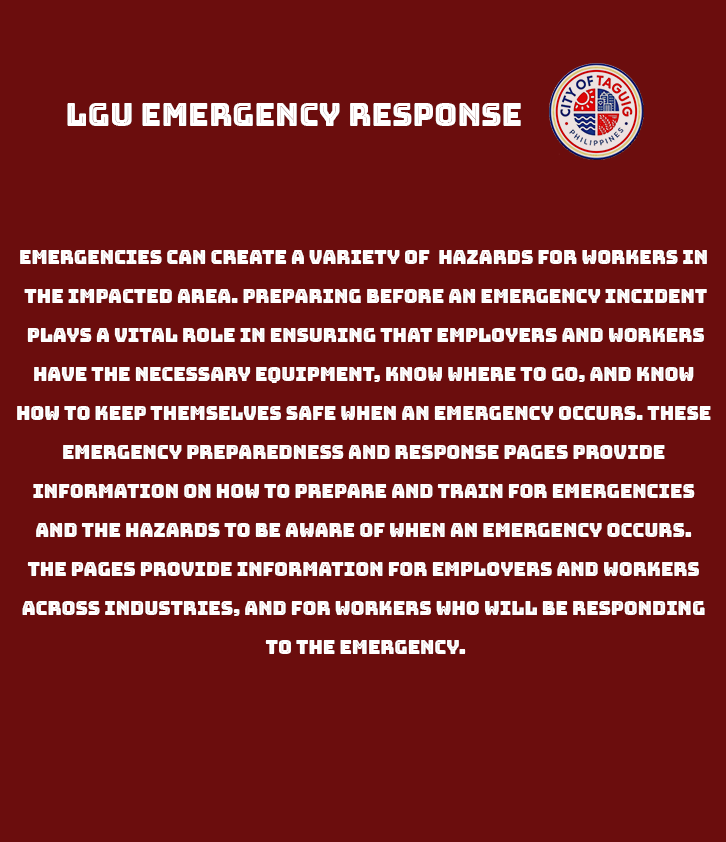 LGU EMERGENCY RESPONSE
CITY OF TAGUIG
PHILIPPINES
EMERGENCIES CAN CREATE A VARIETY OF HAZARDS FOR WORKERS IN
THE IMPACTED AREA. PREPARING BEFORE AN EMERGENCY INCIDENT
PLAYS A VITAL ROLE IN ENSURING THAT EMPLOYERS AND WORKERS
HAVE THE NECESSARY EQUIPMENT, KNOW WHERE TO GO, AND KNOW
HOW TO KEEP THEMSELVES SAFE WHEN AN EMERGENCY OCCURS. THESE
EMERGENCY PREPAREDNESS AND RESPONSE PAGES PROVIDE
INFORMATION ON HOW TO PREPARE AND TRAIN FOR EMERGENCIES
AND THE HAZARDS TO BE AWARE OF WHEN AN EMERGENCY OCCURS.
THE PAGES PROVIDE INFORMATION FOR EMPLOYERS AND WORKERS
ACROSS INDUSTRIES, AND FOR WORKERS WHO WILL BE RESPONDING
TO THE EMERGENCY.